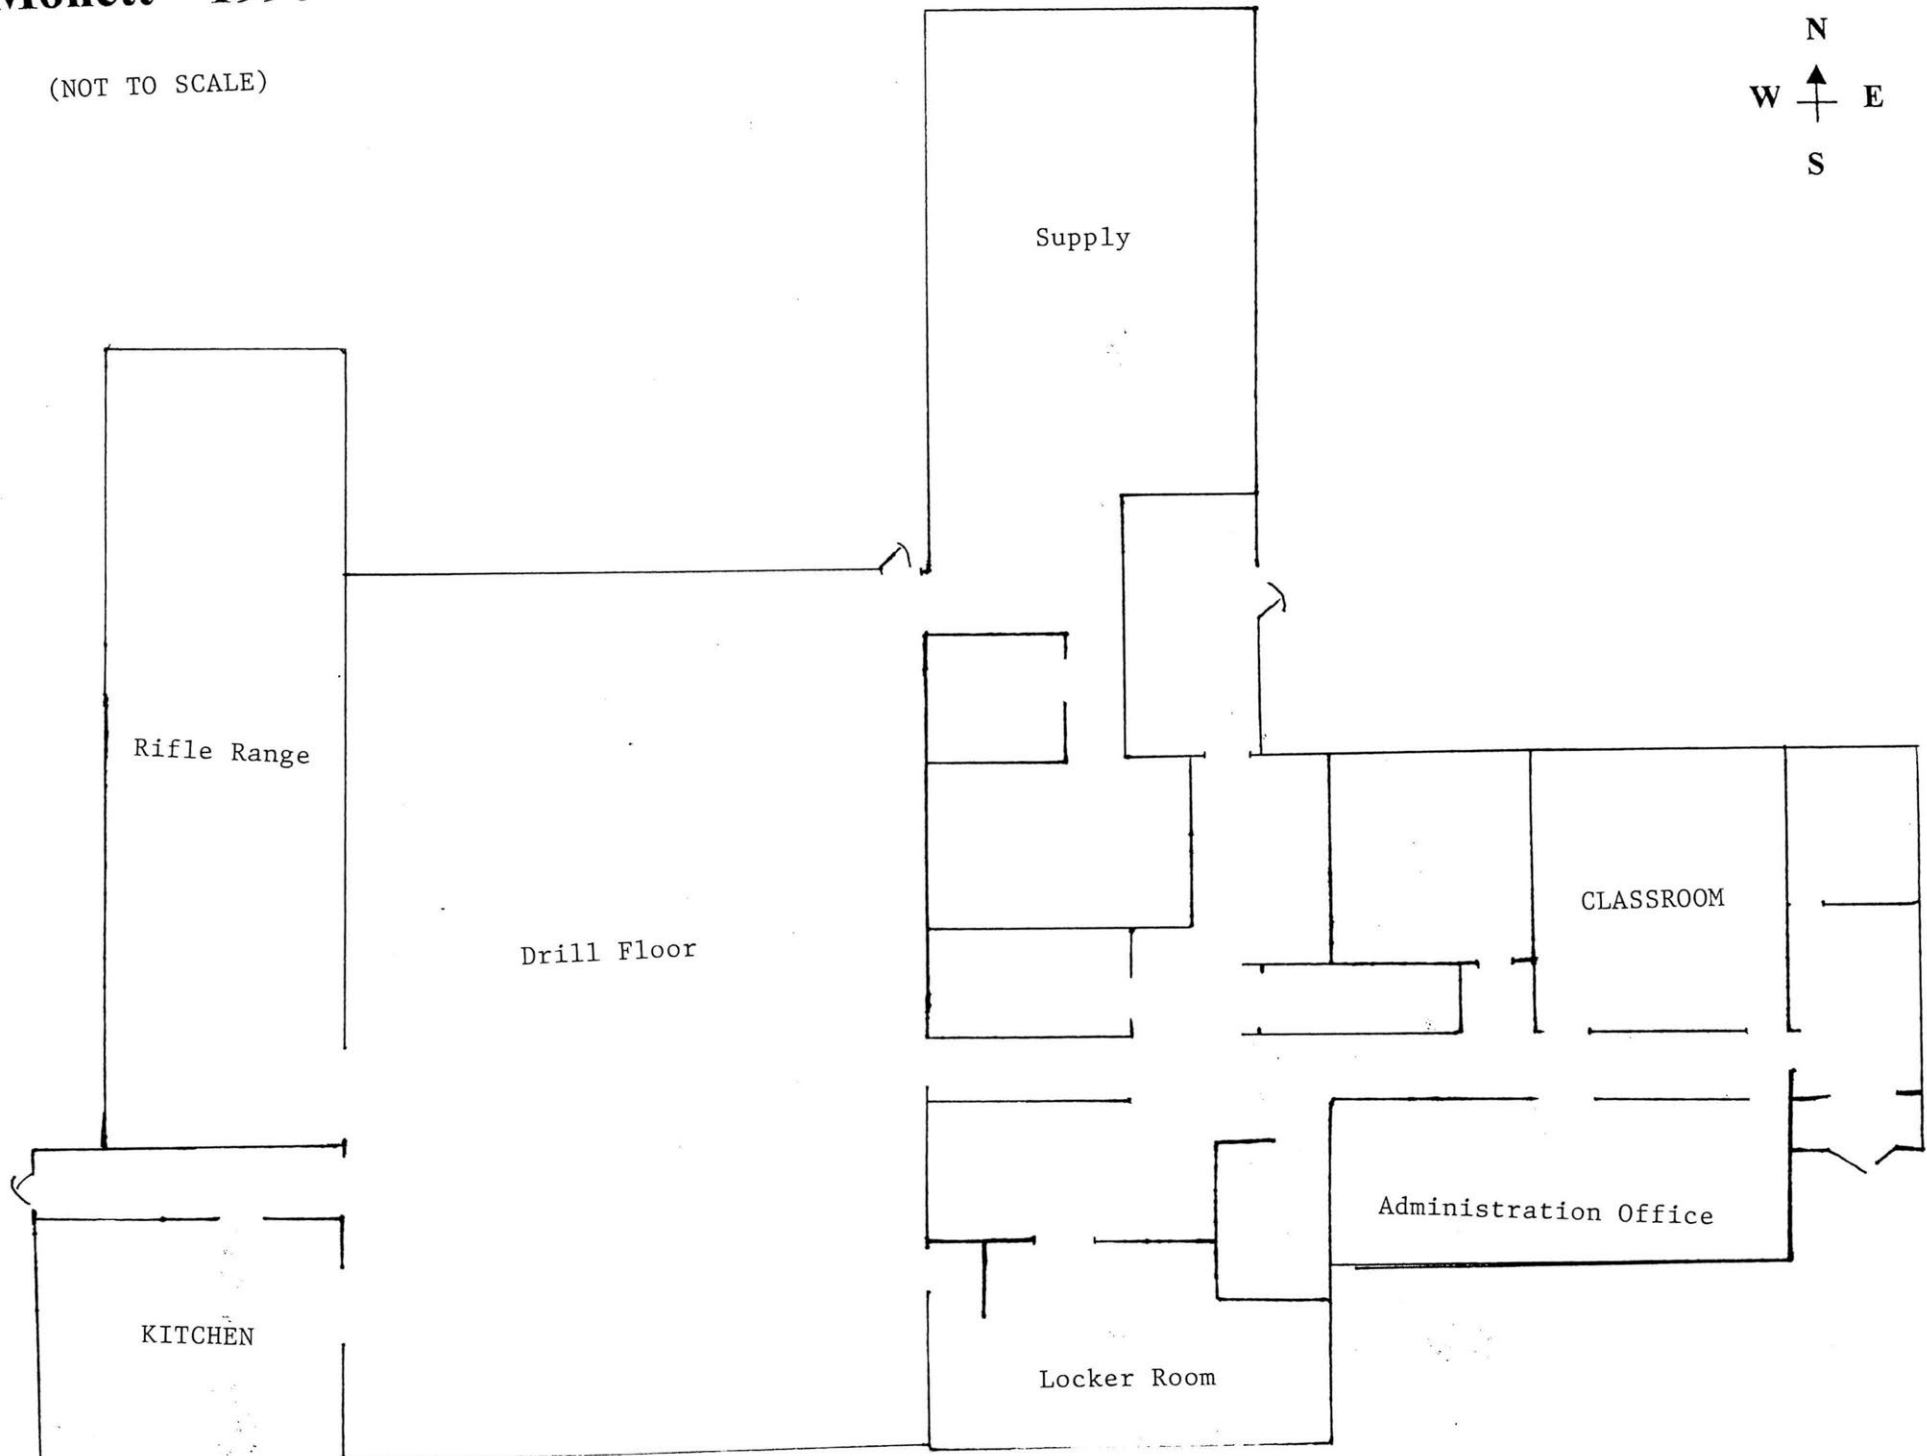 (NOT TO SCALE)
N
W E
S
Supply
Rifle Range
CLASSROOM
Drill Floor
Administration Office
KITCHEN
Locker Room